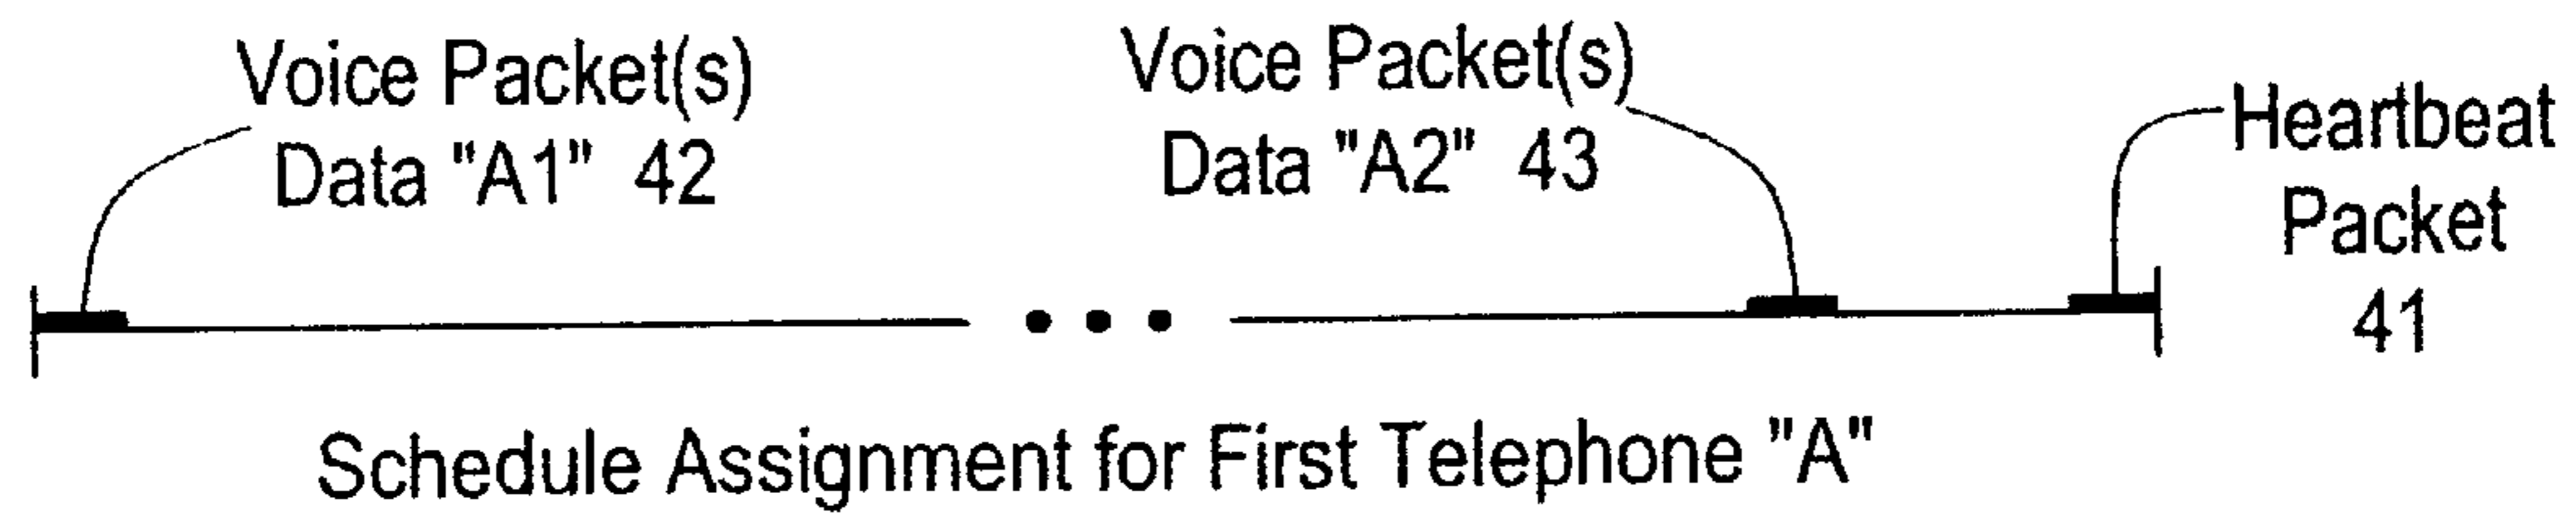 Voice Packet(s)
Data "A1" 42
Voice Packet(s)
Data "A2" 43
Heartbeat
Packet
41
Schedule Assignment for First Telephone "A"